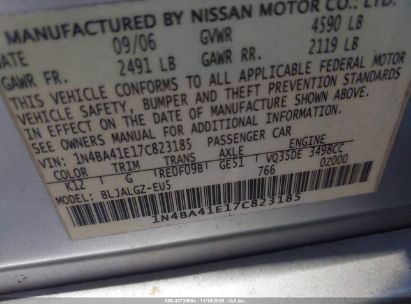 MANUFACTURED BY NISSAN MOTOR CO., LTD.
DATE 09/06 GVWR 4590 LB
GAWR FR. 2491 LB GAWR RR. 2119 LB
THIS VEHICLE CONFORMS TO ALL APPLICABLE FEDERAL MOTOR
VEHICLE SAFETY, BUMPER AND THEFT PREVENTION STANDARDS
IN EFFECT ON THE DATE OF MANUFACTURE SHOWN ABOVE.
SEE OWNER'S MANUAL FOR ADDITIONAL INFORMATION.
VIN: 1N4BA41E17C823185 PASSENGER CAR
COLOR TRIM TRANS AXLE ENGINE
K12 G RE0F09B GE51 VQ35DE 3498CC
MODEL: BLJALGZ-EUS 766 02000
1N4BA41E17C823185